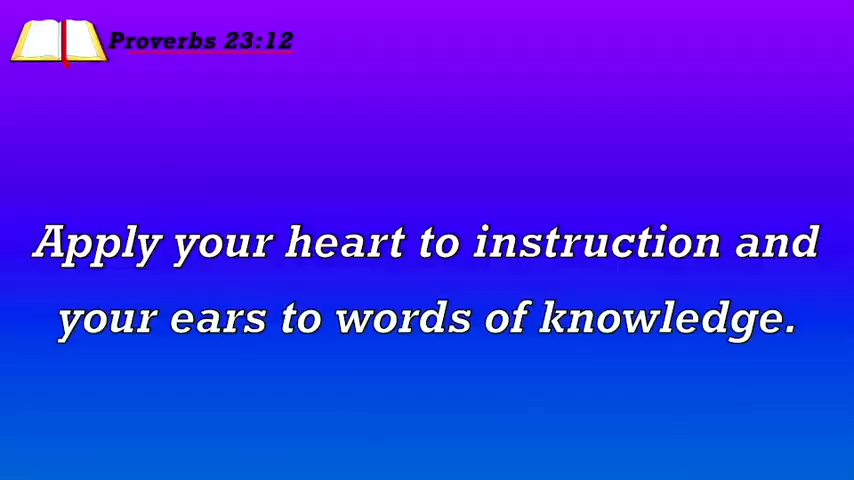 Proverbs 23:12
Apply your heart to instruction and
your ears to words of knowledge.